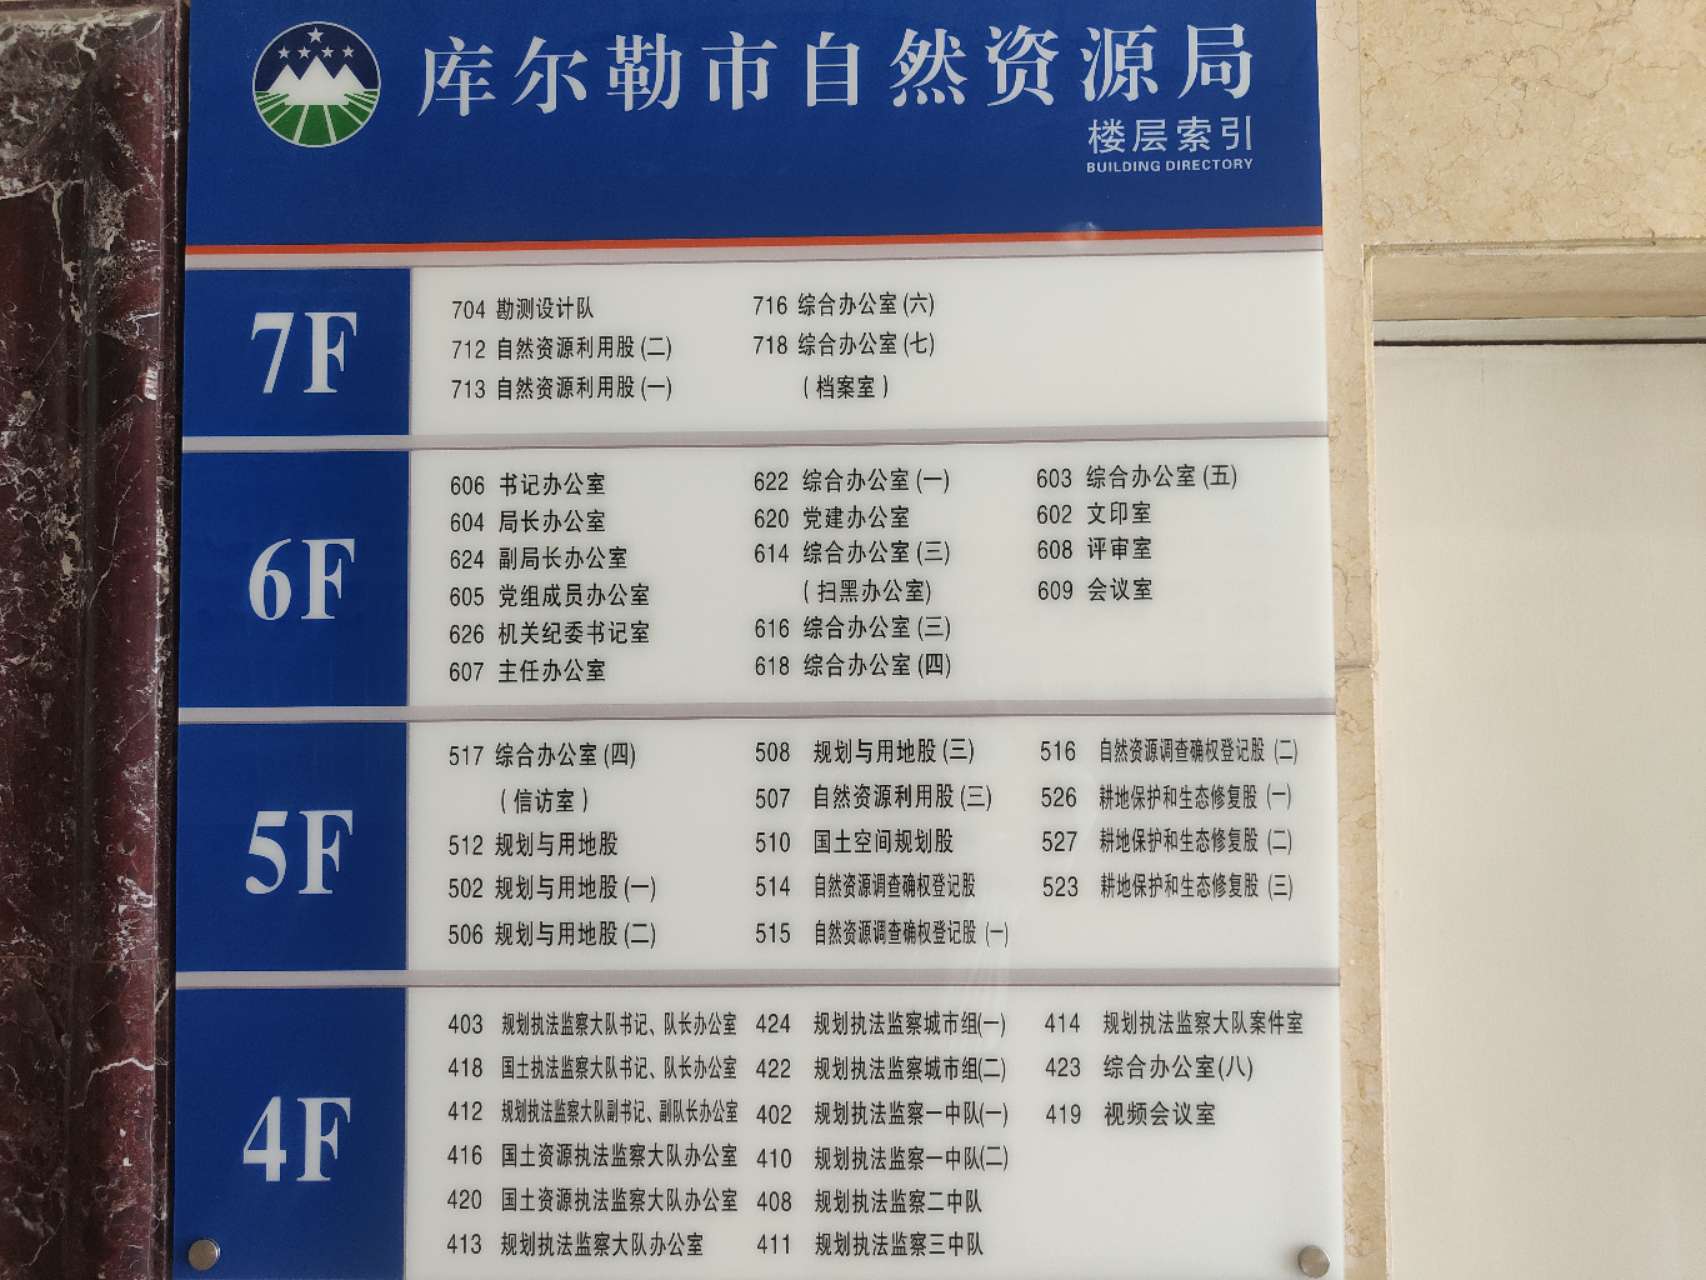 库尔勒市自然资源局
楼层索引
BUILDING DIRECTORY
7F
704 勘测设计队
712 自然资源利用股(二)
713 自然资源利用股(一)
716 综合办公室(六)
718 综合办公室(七)
(档案室)
6F
606 书记办公室
604 局长办公室
624 副局长办公室
605 党组成员办公室
626 机关纪委书记室
607 主任办公室
622 综合办公室(一)
620 党建办公室
614 综合办公室(三)
(扫黑办公室)
616 综合办公室(三)
618 综合办公室(四)
603 综合办公室(五)
602 文印室
608 评审室
609 会议室
5F
517 综合办公室(四)
(信访室)
512 规划与用地股
502 规划与用地股(一)
506 规划与用地股(二)
508 规划与用地股(三)
507 自然资源利用股(三)
510 国土空间规划股
514 自然资源调查确权登记股
515 自然资源调查确权登记股(一)
516 自然资源调查确权登记股(二)
526 耕地保护和生态修复股(一)
527 耕地保护和生态修复股(二)
523 耕地保护和生态修复股(三)
4F
403 规划执法监察大队书记、队长办公室
418 国土执法监察大队书记、队长办公室
412 规划执法监察大队副书记、副队长办公室
416 国土资源执法监察大队办公室
420 国土资源执法监察大队办公室
413 规划执法监察大队办公室
424 规划执法监察城市组(一)
422 规划执法监察城市组(二)
402 规划执法监察一中队(一)
410 规划执法监察一中队(二)
408 规划执法监察二中队
411 规划执法监察三中队
414 规划执法监察大队案件室
423 综合办公室(八)
419 视频会议室